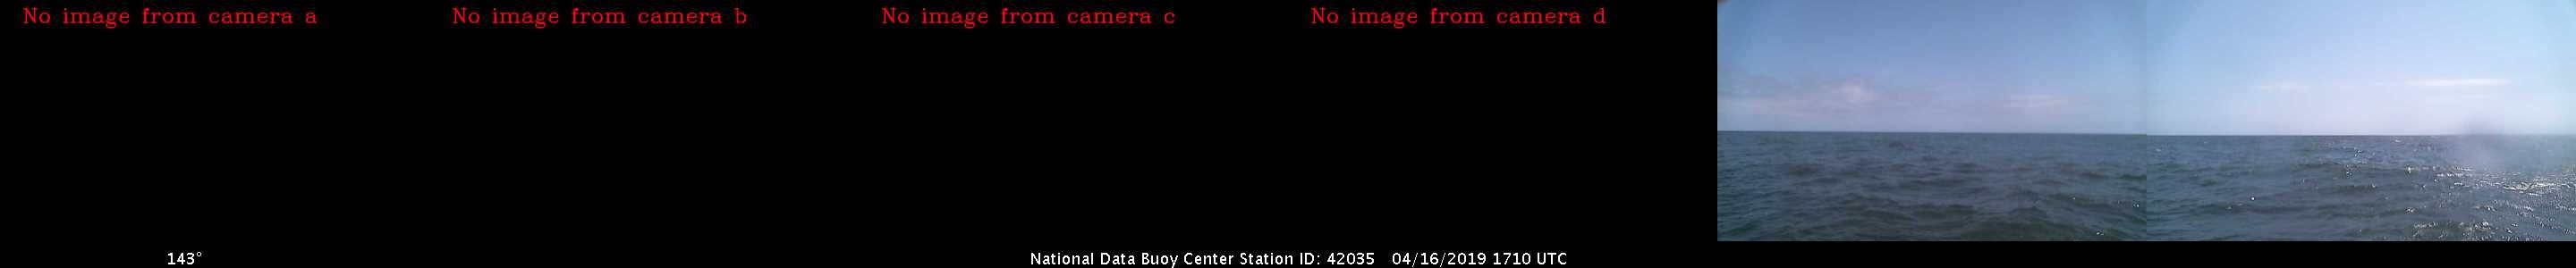 No image from camera a
No image from camera b
No image from camera c
No image from camera d
143°
National Data Buoy Center Station ID: 42035 04/16/2019 1710 UTC